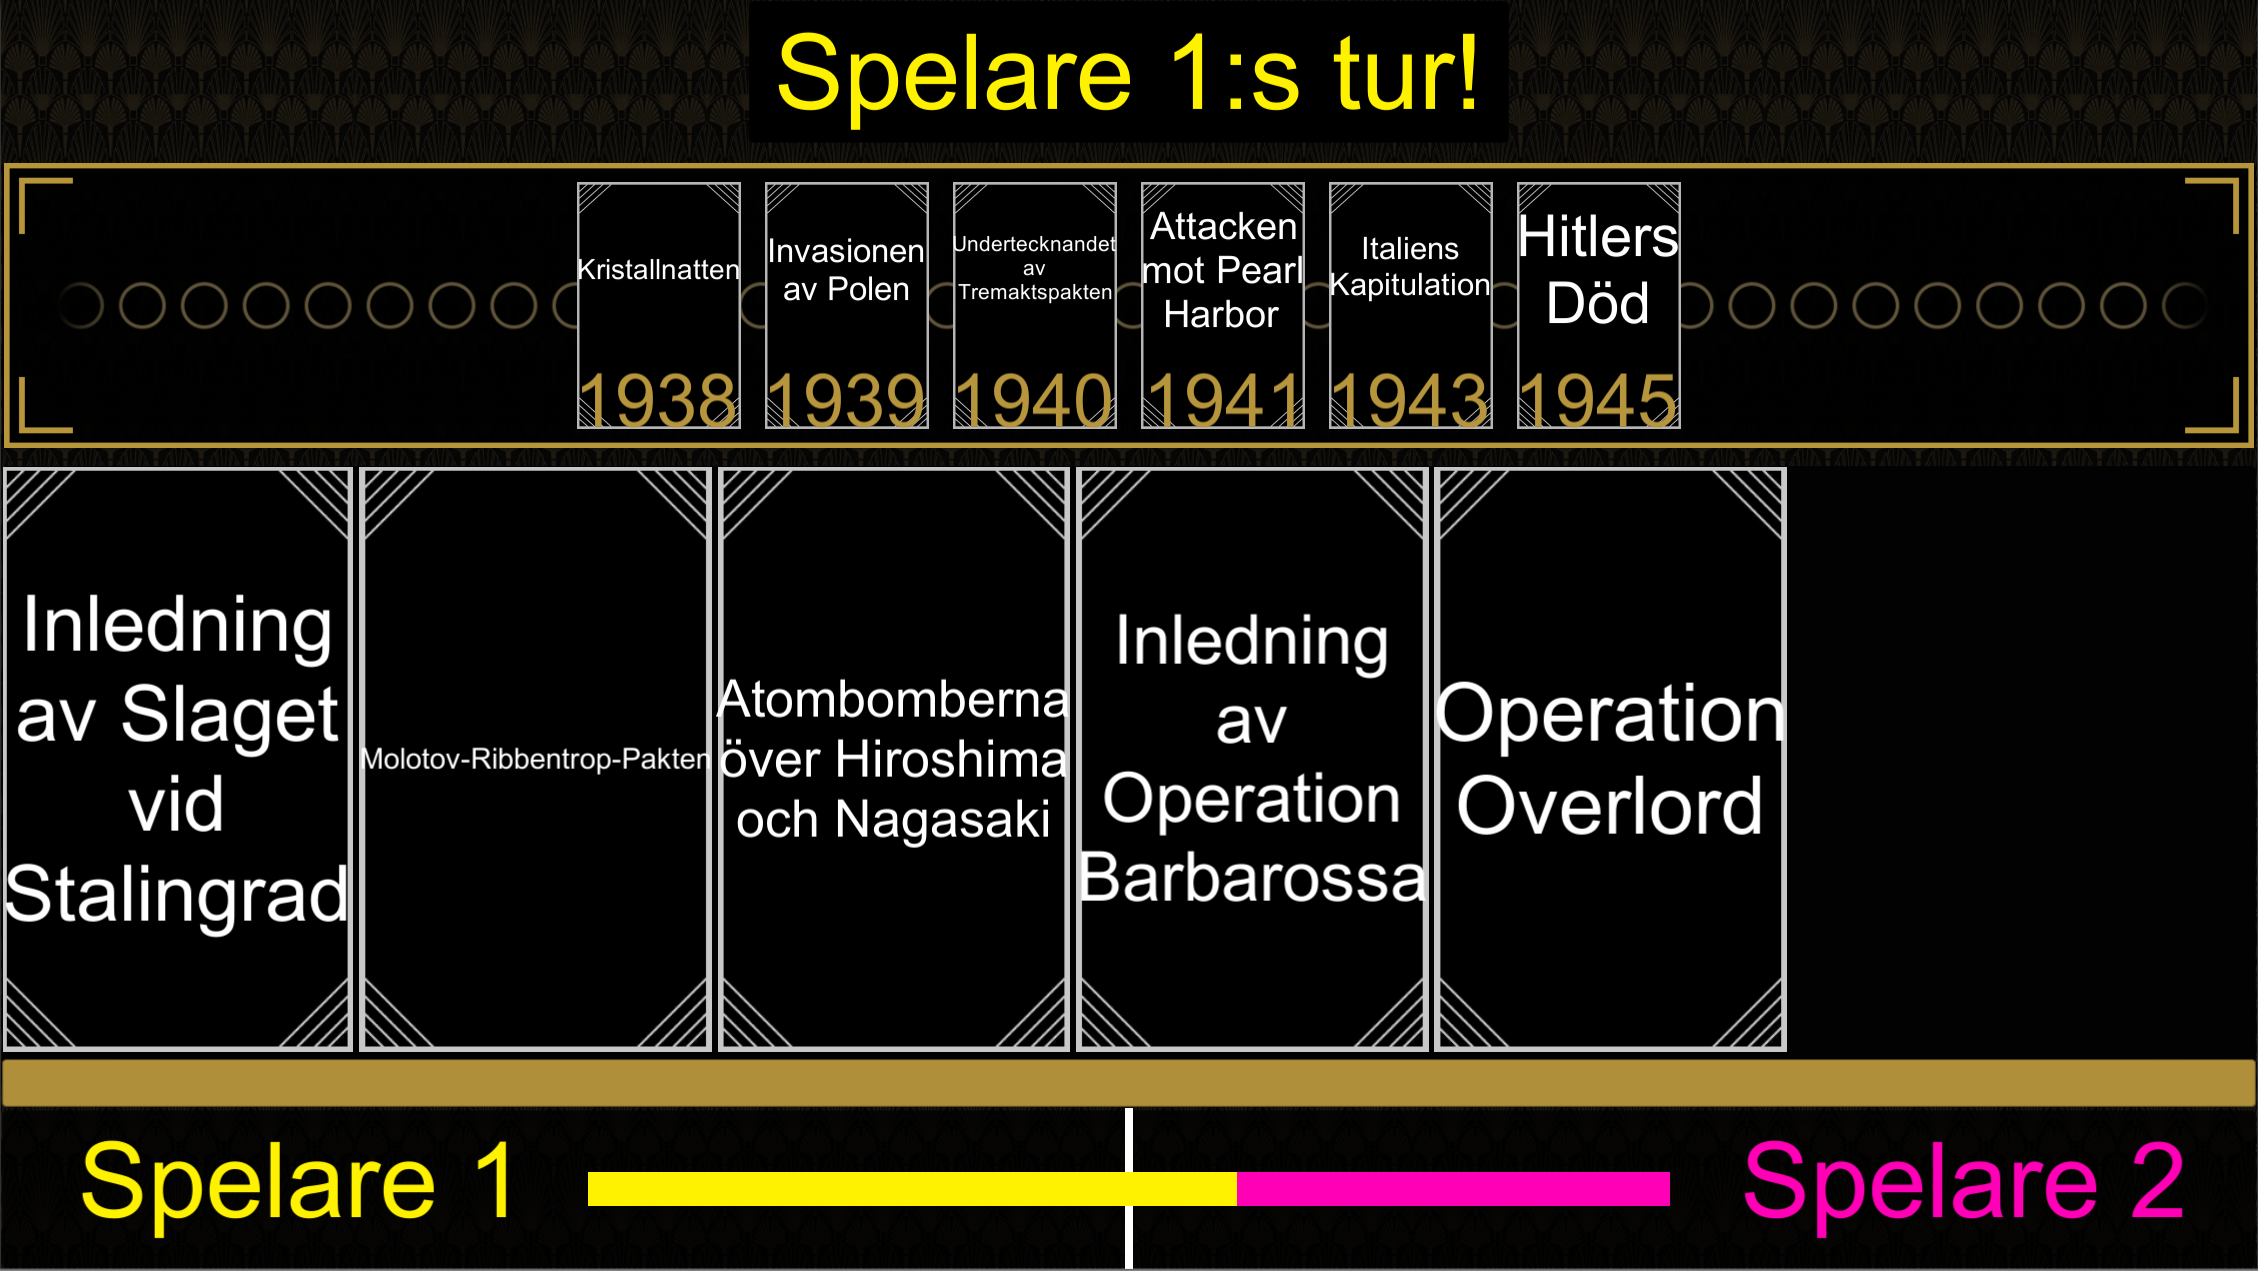 Spelare 1:s tur!
Kristallnatten
1938
Invasionen
av Polen
1939
Undertecknandet
av
Tremaktspakten
1940
Attacken
mot Pearl
Harbor
1941
Italiens
Kapitulation
1943
Hitlers
Död
1945
Inledning
av Slaget
vid
Stalingrad
Molotov-Ribbentrop-Pakten
Atombomberna
över Hiroshima
och Nagasaki
Inledning
av
Operation
Barbarossa
Operation
Overlord
Spelare 1
Spelare 2